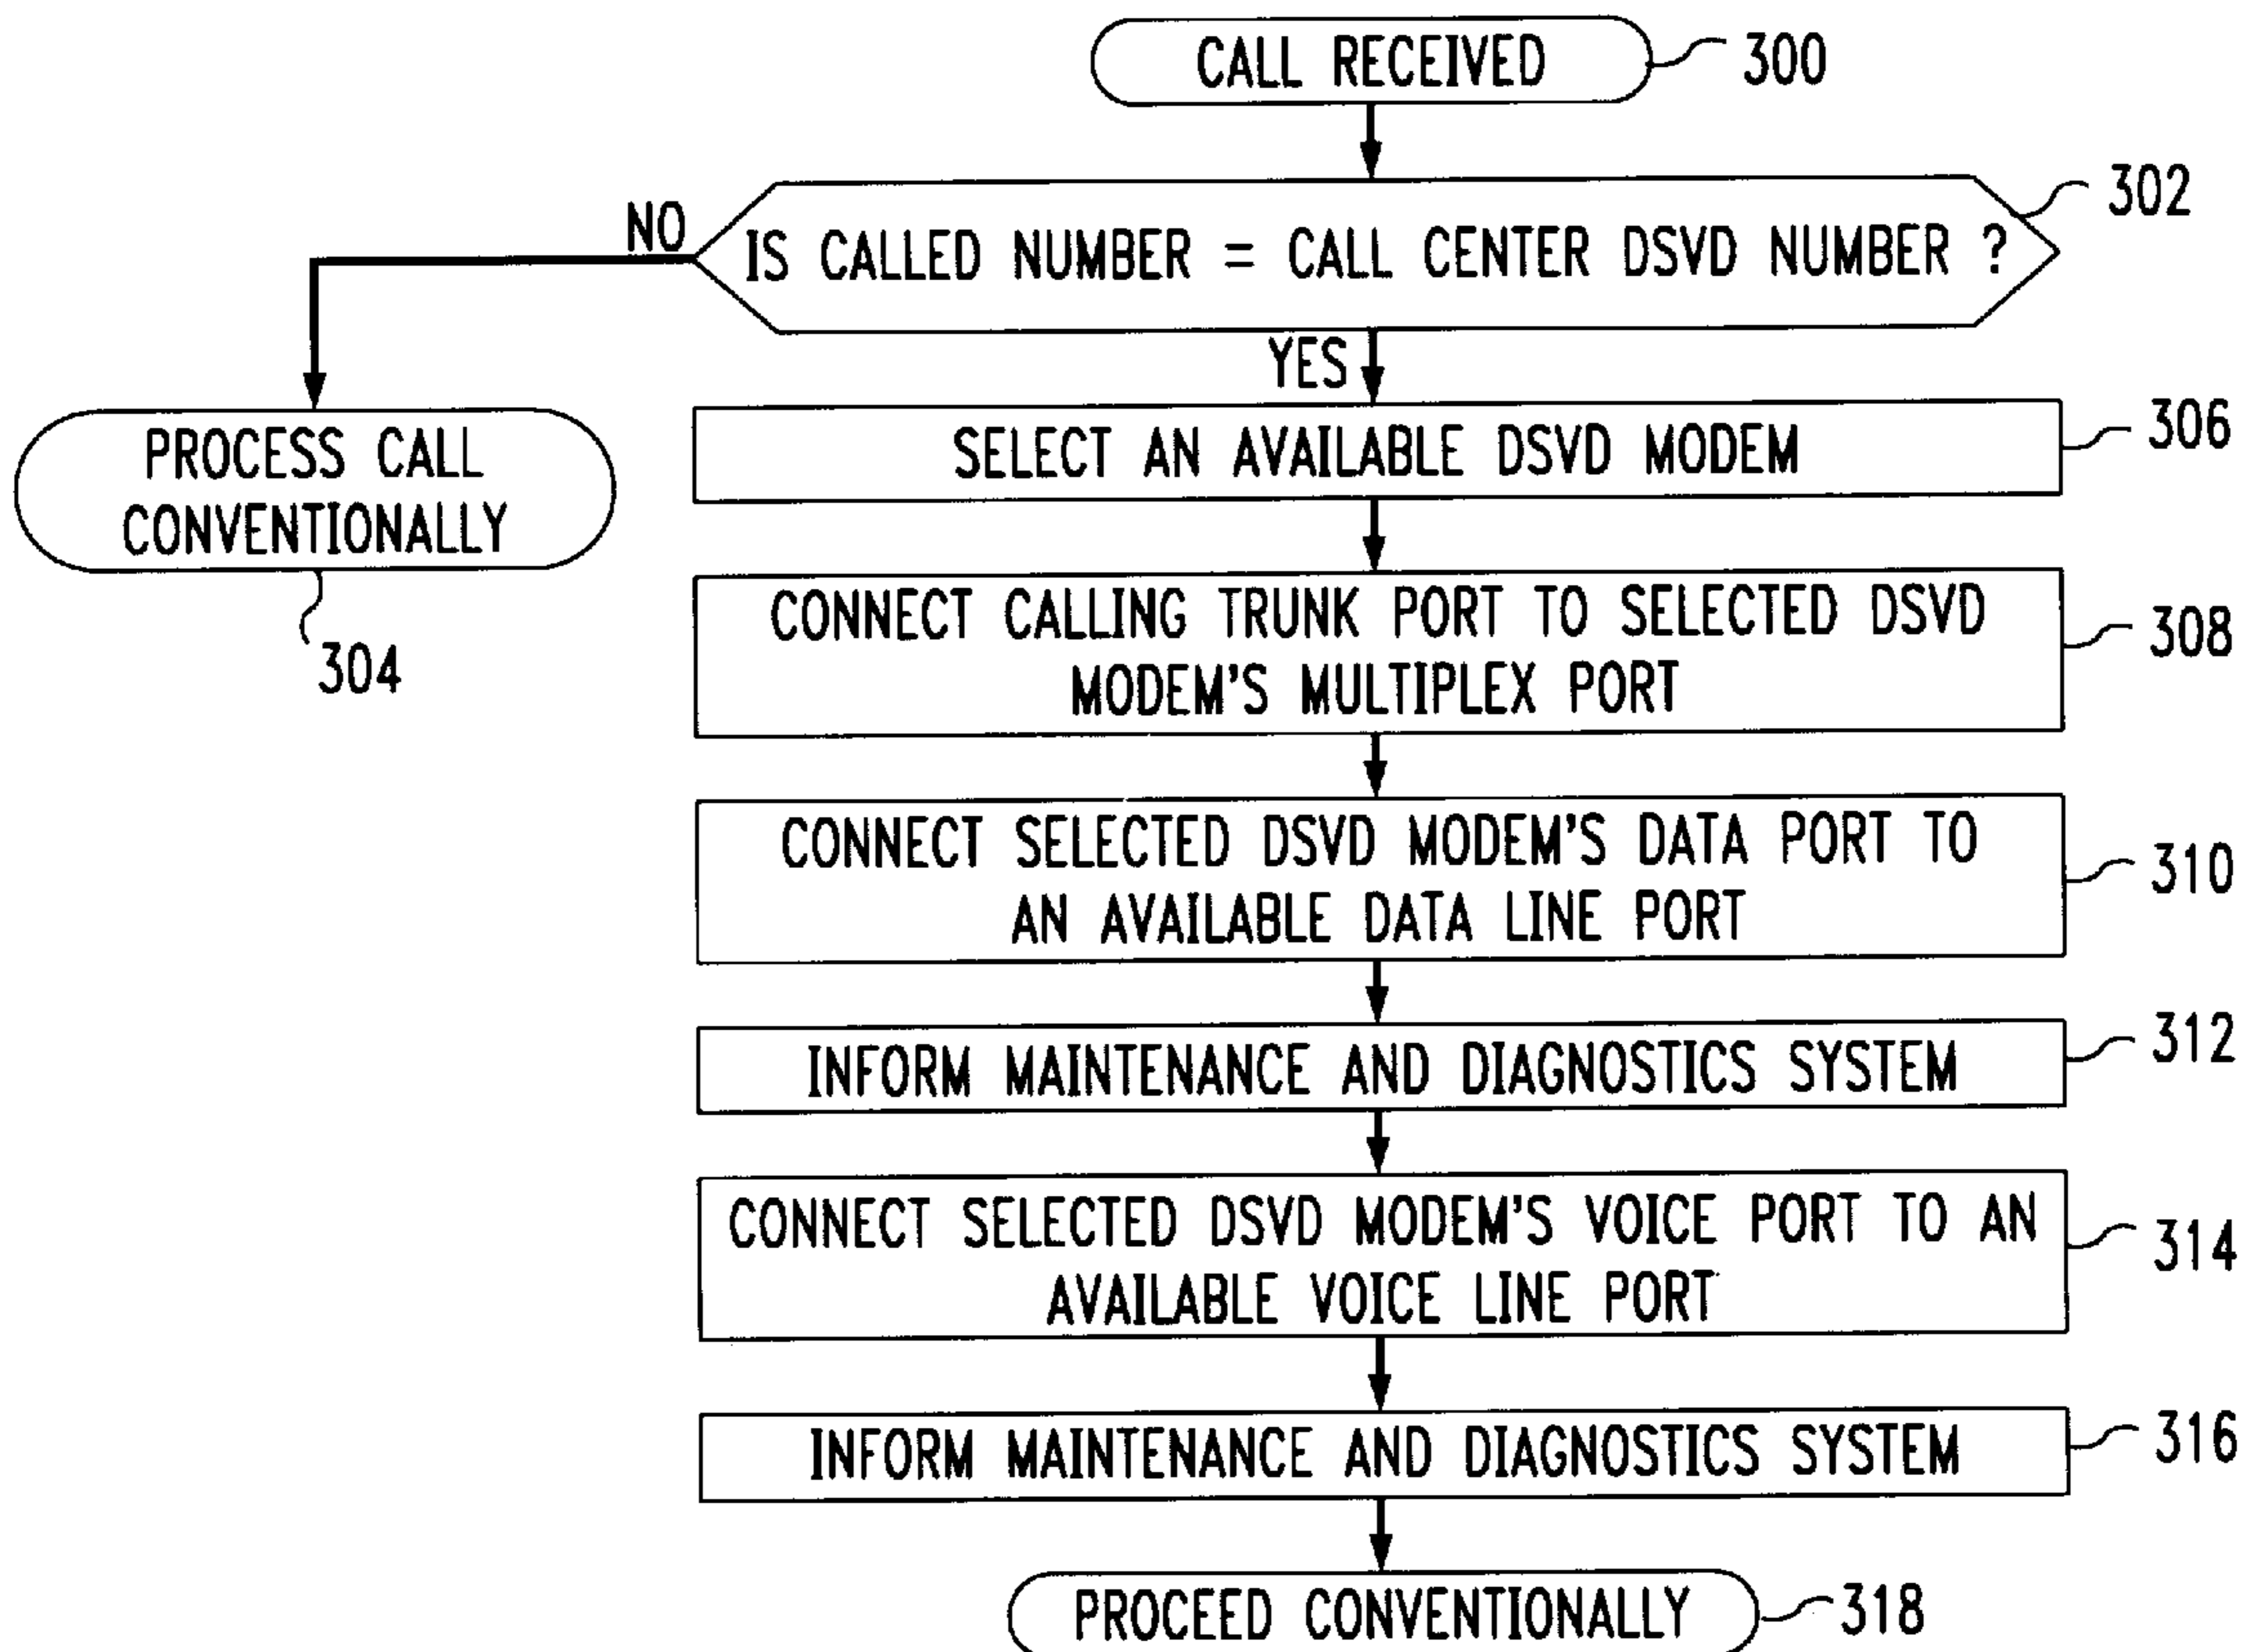 CALL RECEIVED
300
302
NO
IS CALLED NUMBER = CALL CENTER DSVD NUMBER ?
YES
PROCESS CALL
CONVENTIONALLY
304
SELECT AN AVAILABLE DSVD MODEM
306
CONNECT CALLING TRUNK PORT TO SELECTED DSVD
MODEM'S MULTIPLEX PORT
308
CONNECT SELECTED DSVD MODEM'S DATA PORT TO
AN AVAILABLE DATA LINE PORT
310
INFORM MAINTENANCE AND DIAGNOSTICS SYSTEM
312
CONNECT SELECTED DSVD MODEM'S VOICE PORT TO AN
AVAILABLE VOICE LINE PORT
314
INFORM MAINTENANCE AND DIAGNOSTICS SYSTEM
316
PROCEED CONVENTIONALLY
318